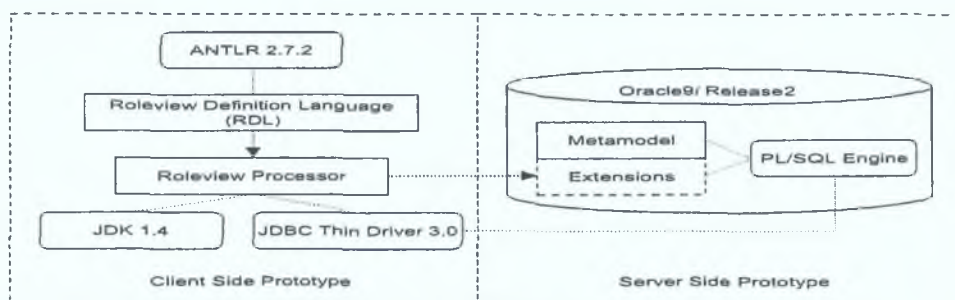 ANTLR 2.7.2
Roleview Definition Language
(RDL)
Roleview Processor
JDK 1.4
JDBC Thin Driver 3.0
Client Side Prototype
Oracle9i Release2
Metamodel
Extensions
PL/SQL Engine
Server Side Prototype